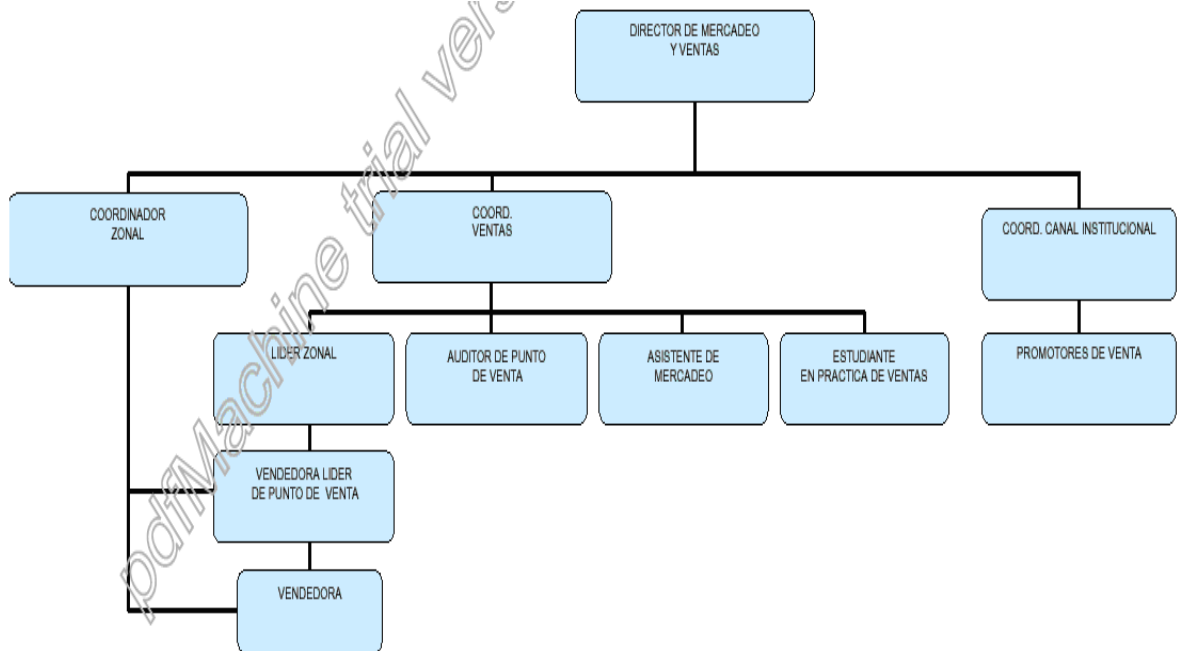 DIRECTOR DE MERCADEO
Y VENTAS
COORDINADOR
ZONAL
COORD.
VENTAS
COORD. CANAL INSTITUCIONAL
LIDER ZONAL
AUDITOR DE PUNTO
DE VENTA
ASISTENTE DE
MERCADEO
ESTUDIANTE
EN PRACTICA DE VENTAS
PROMOTORES DE VENTA
VENDEDORA LIDER
DE PUNTO DE VENTA
VENDEDORA
pdfMachine trial vers